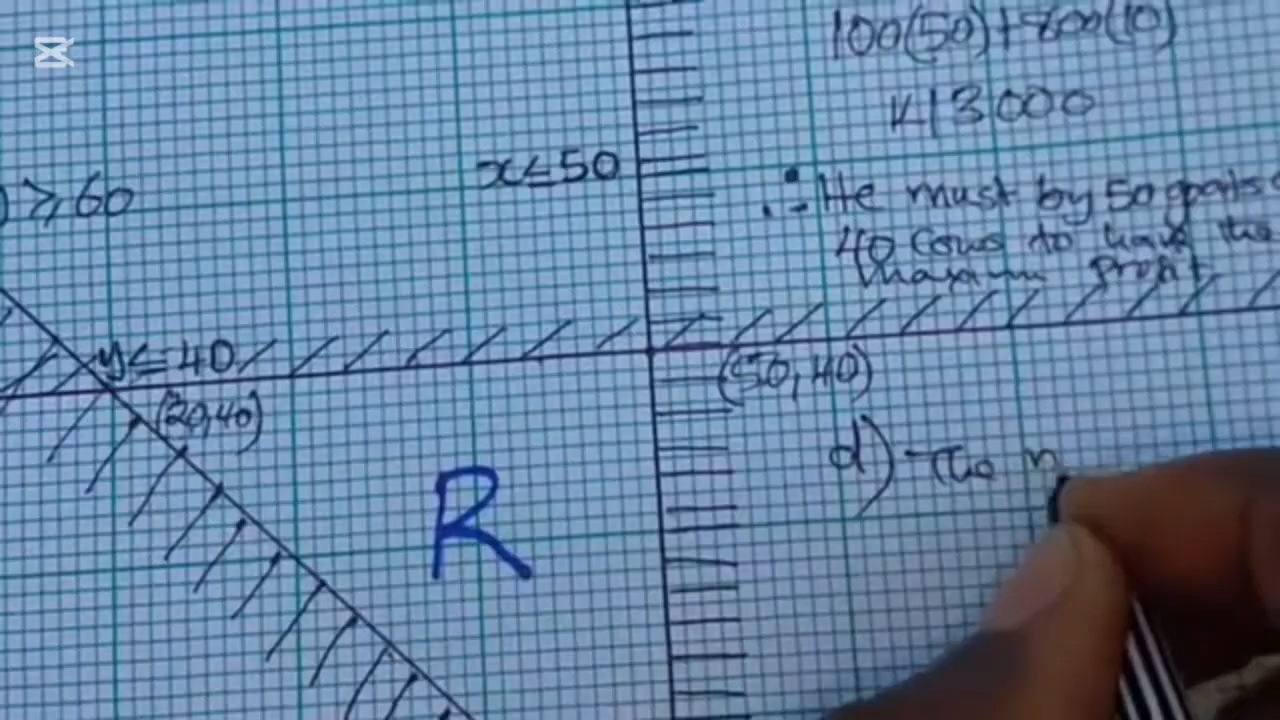 100(50)+800(10)
K13000
) ⩾ 60
x≤50
∴ He must by 50 goats
40 Cows to have the
profit
y≤40
(20,40)
(50,40)
R
d) The